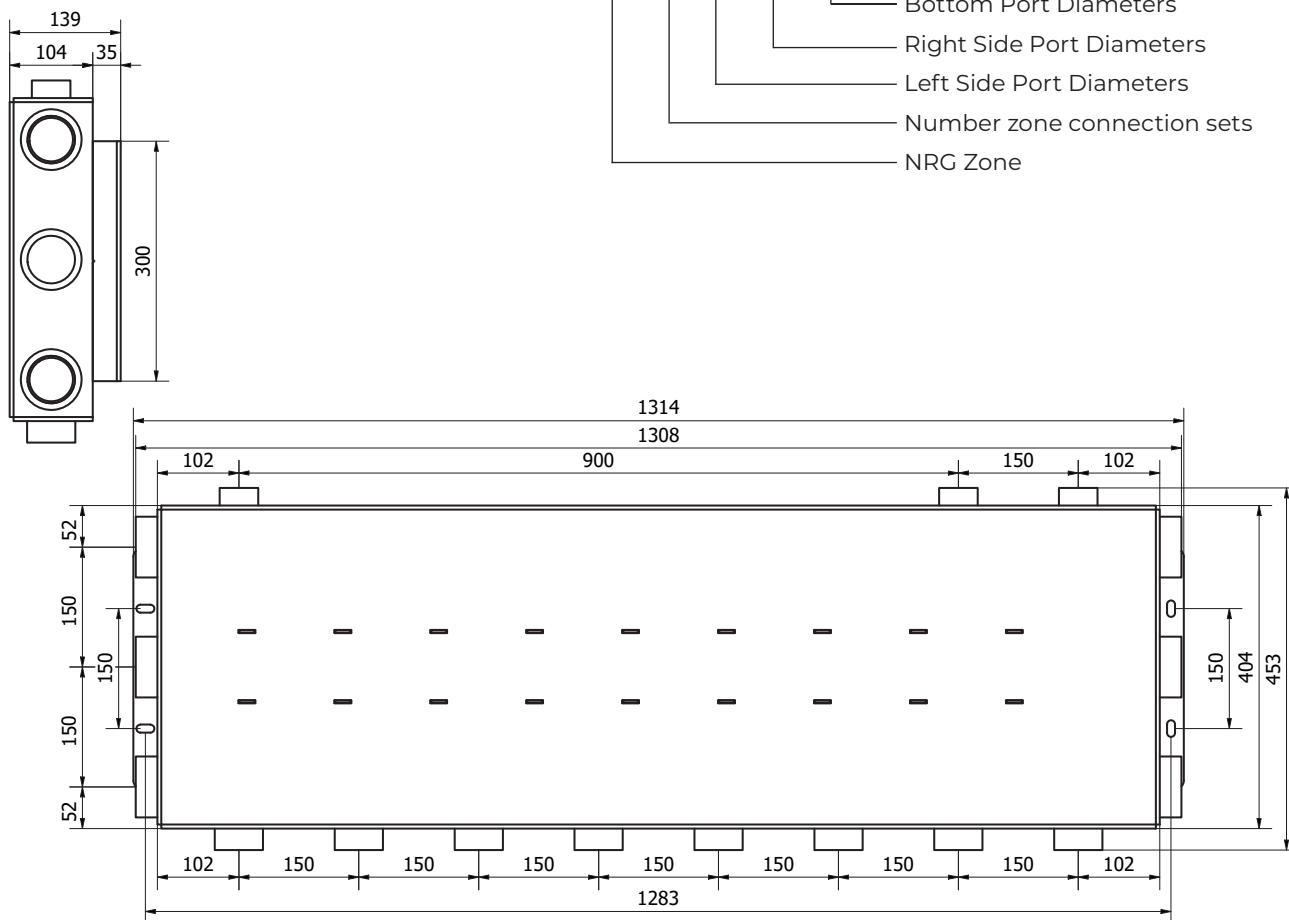 Bottom Port Diameters
139
Right Side Port Diameters
104 35
Left Side Port Diameters
Number zone connection sets
NRG Zone
300
1314
1308
102 900 150 102
52
150
150
150
52
150
404
453
102 150 150 150 150 150 150 150 102
1283